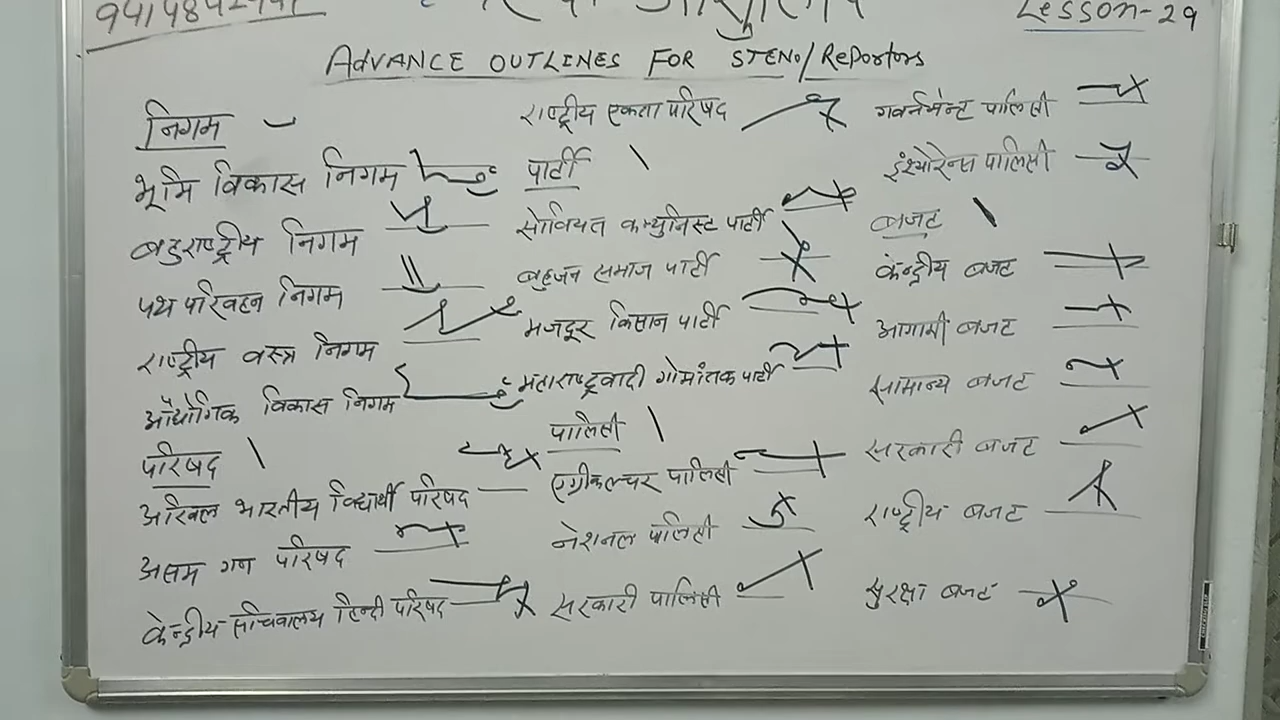 Lesson-29
ADVANCE OUTLINES FOR STENO/Reporters
निगम
भूमि विकास निगम
बहुराष्ट्रीय निगम
पथ परिवहन निगम
राष्ट्रीय वस्त्र निगम
औद्योगिक विकास निगम
परिषद
अखिल भारतीय विद्यार्थी परिषद
असम गण परिषद
केन्द्रीय सचिवालय हिन्दी परिषद
राष्ट्रीय एकता परिषद
पार्टी
सोवियत कम्युनिस्ट पार्टी
बहुजन समाज पार्टी
मजदूर किसान पार्टी
महाराष्ट्रवादी गोमांतक पार्टी
पालिसी
एग्रीकल्चर पालिसी
नेशनल पालिसी
सरकारी पालिसी
गवर्नमेन्ट पालिसी
इंश्योरेन्स पालिसी
बजट
केन्द्रीय बजट
आगामी बजट
सामान्य बजट
सरकारी बजट
राष्ट्रीय बजट
सुरक्षा बजट